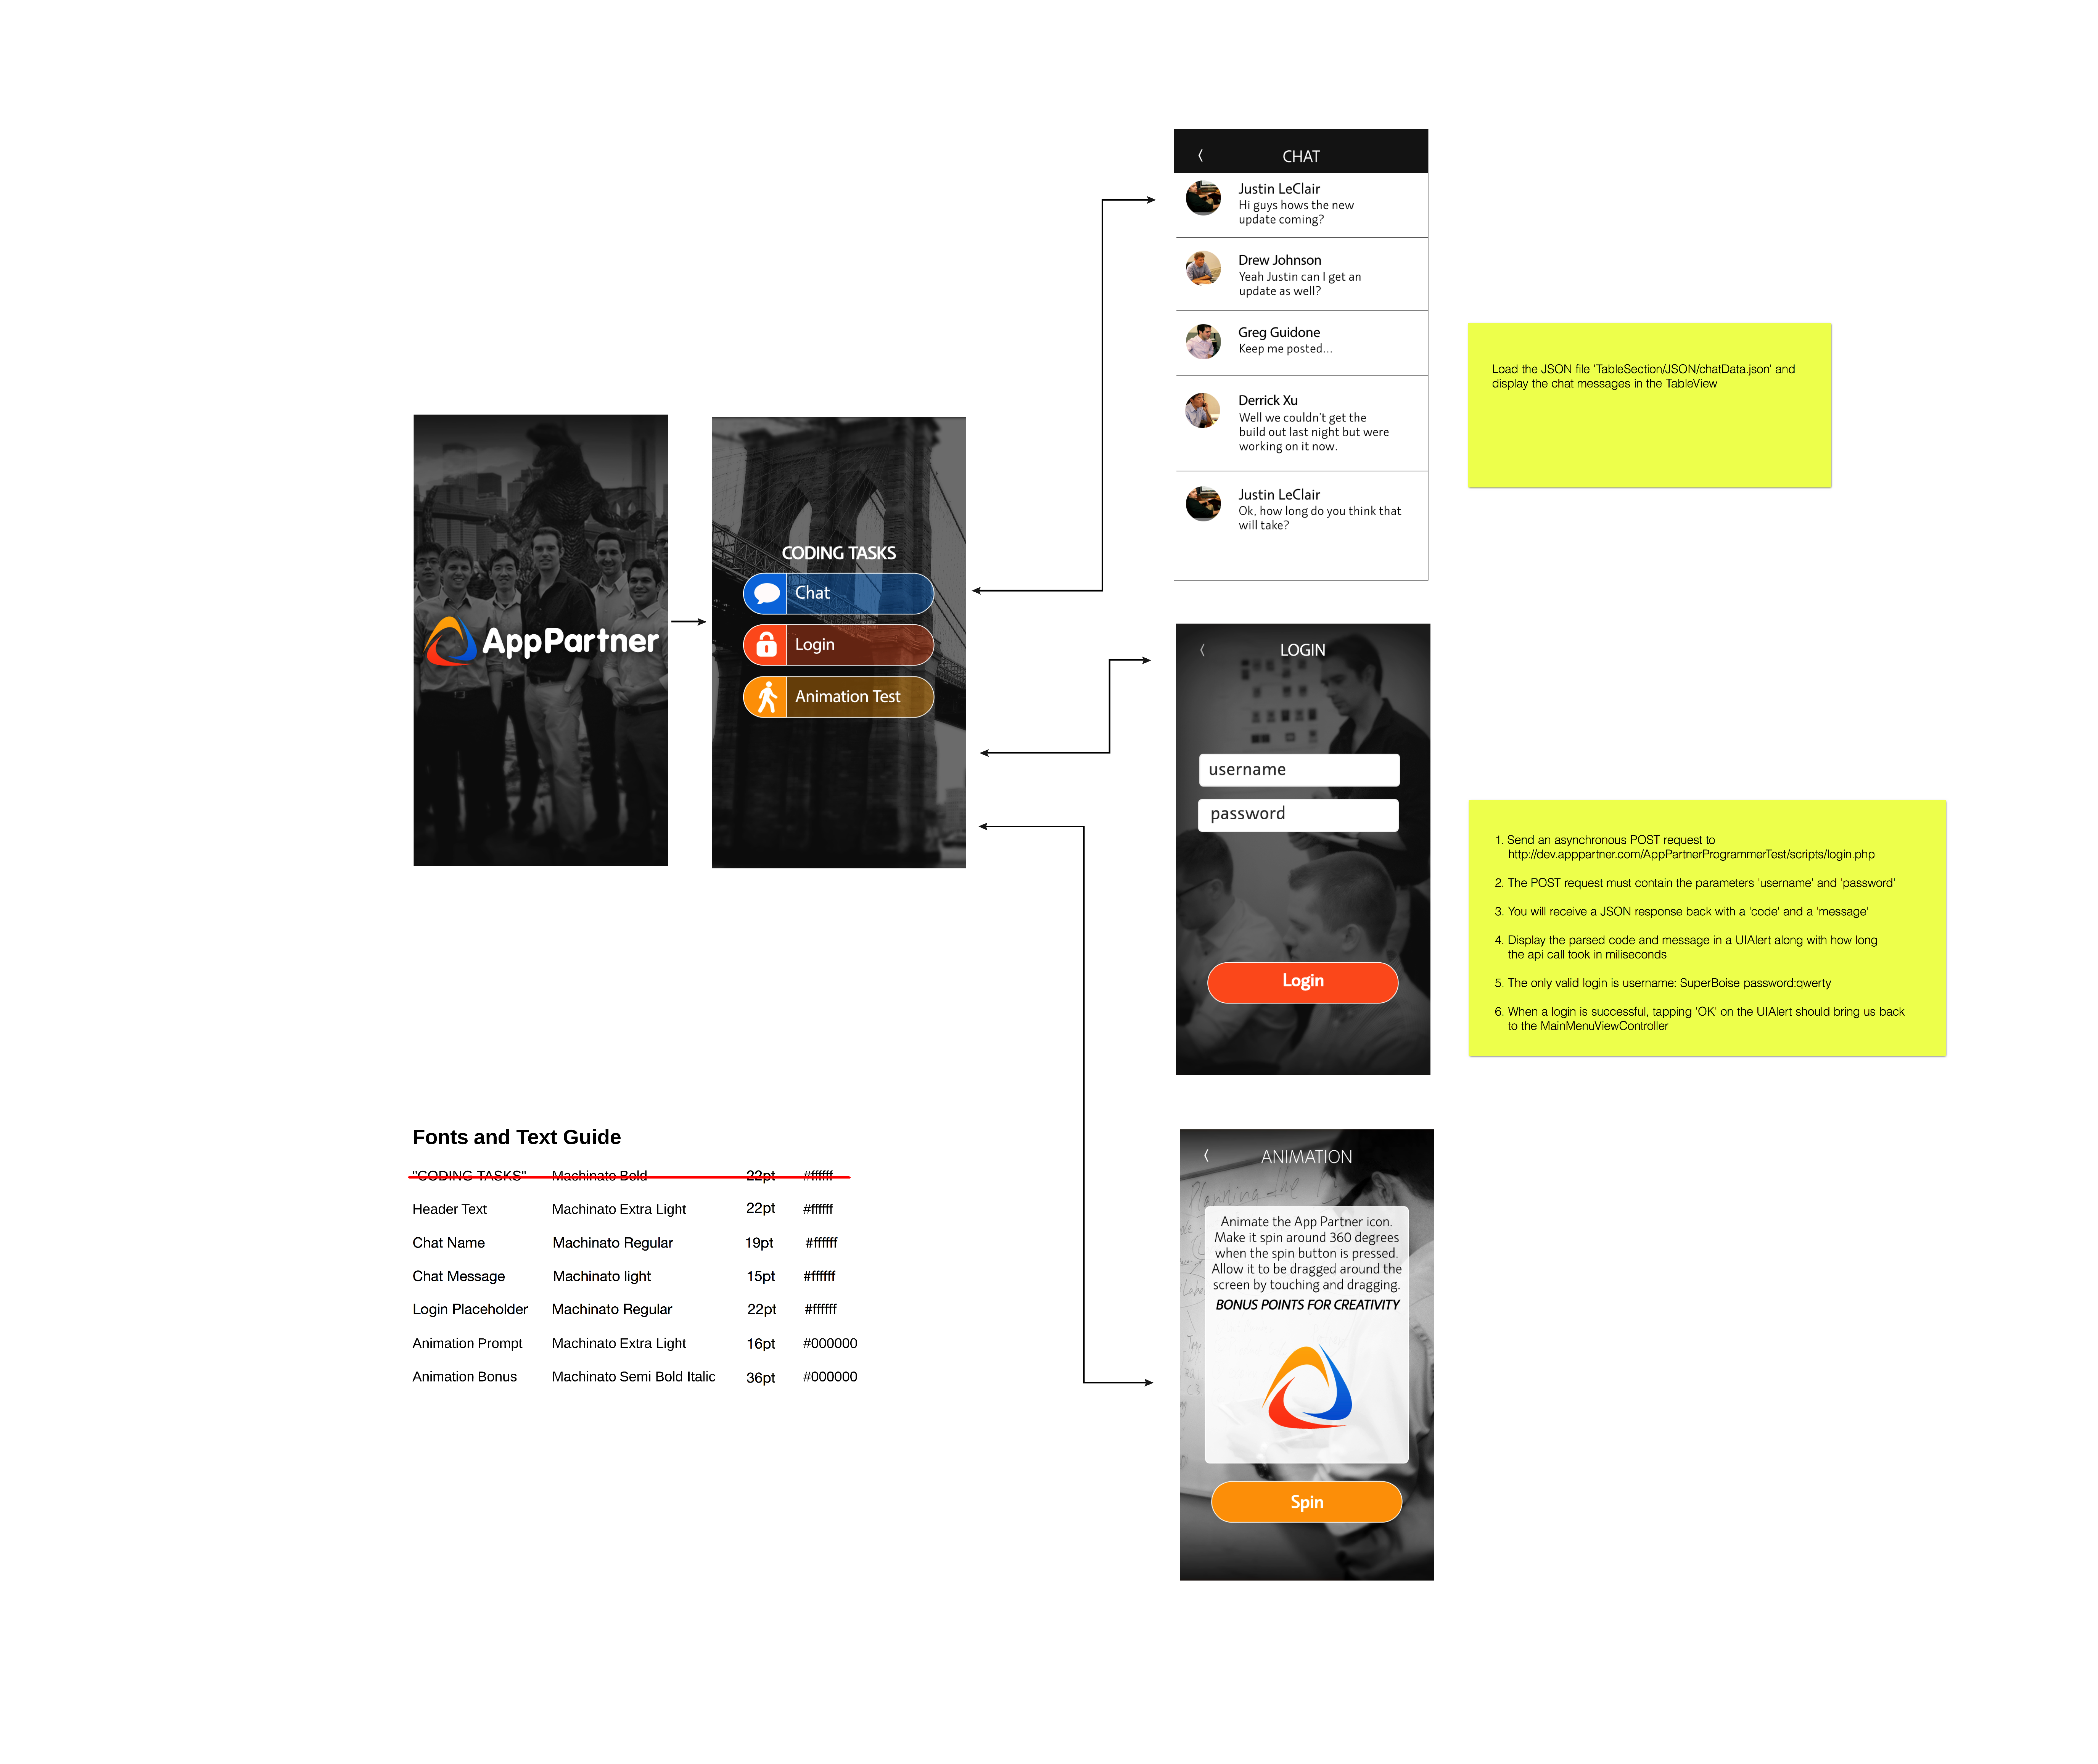 AppPartner
CODING TASKS
Chat
Login
Animation Test
CHAT
Justin LeClair
Hi guys hows the new
update coming?
Drew Johnson
Yeah Justin can I get an
update as well?
Greg Guidone
Keep me posted...
Derrick Xu
Well we couldn't get the
build out last night but were
working on it now.
Justin LeClair
Ok, how long do you think that
will take?
Load the JSON file 'TableSection/JSON/chatData.json' and
display the chat messages in the TableView
LOGIN
username
password
Login
1. Send an asynchronous POST request to
http://dev.apppartner.com/AppPartnerProgrammerTest/scripts/login.php
2. The POST request must contain the parameters 'username' and 'password'
3. You will receive a JSON response back with a 'code' and a 'message'
4. Display the parsed code and message in a UIAlert along with how long
the api call took in miliseconds
5. The only valid login is username: SuperBoise password:qwerty
6. When a login is successful, tapping 'OK' on the UIAlert should bring us back
to the MainMenuViewController
Fonts and Text Guide
"CODING TASKS" Machinato Bold 22pt #ffffff
Header Text Machinato Extra Light 22pt #ffffff
Chat Name Machinato Regular 19pt #ffffff
Chat Message Machinato light 15pt #ffffff
Login Placeholder Machinato Regular 22pt #ffffff
Animation Prompt Machinato Extra Light 16pt #000000
Animation Bonus Machinato Semi Bold Italic 36pt #000000
ANIMATION
Planning the
Animate the App Partner icon.
Make it spin around 360 degrees
when the spin button is pressed.
Allow it to be dragged around the
screen by touching and dragging.
BONUS POINTS FOR CREATIVITY
Spin